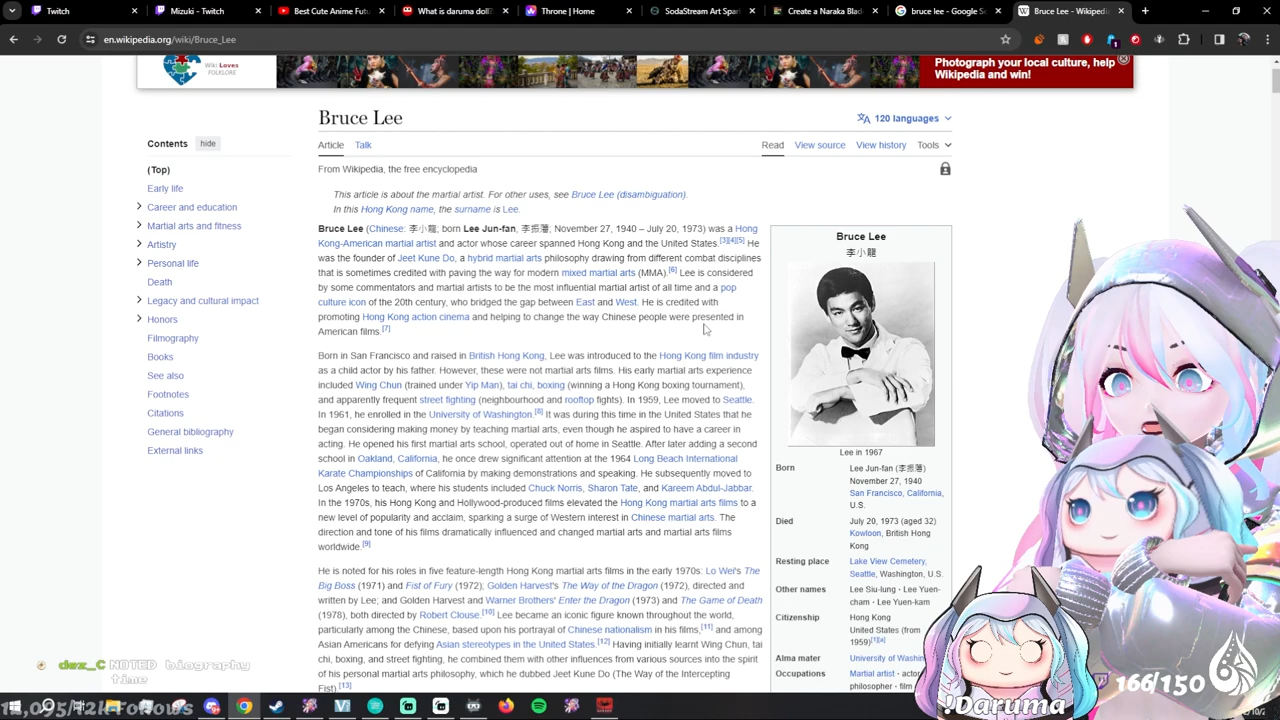 Twitch
Mizuki - Twitch
Best Cute Anime
What is daruma
Throne | Home
SodaStream Art Span
Create a Naraka Blad
bruce lee - Google S
Bruce Lee - Wikipedia
en.wikipedia.org/wiki/Bruce_Lee
Wiki Loves
FOLKLORE
Photograph your local culture, help
Wikipedia and win!
Bruce Lee
120 languages
Contents hide
Article Talk
Read View source View history Tools
(Top)
From Wikipedia, the free encyclopedia
Early life
Career and education
Martial arts and fitness
Artistry
Personal life
Death
Legacy and cultural impact
Honors
Filmography
Books
See also
Footnotes
Citations
General bibliography
External links
This article is about the martial artist. For other uses, see Bruce Lee (disambiguation).
In this Hong Kong name, the surname is Lee.
Bruce Lee (Chinese: 李小龍; born Lee Jun-fan, 李振藩; November 27, 1940 – July 20, 1973) was a Hong
Kong-American martial artist and actor whose career spanned Hong Kong and the United States.[3][4][5] He
was the founder of Jeet Kune Do, a hybrid martial arts philosophy drawing from different combat disciplines
that is sometimes credited with paving the way for modern mixed martial arts (MMA).[6] Lee is considered
by some commentators and martial artists to be the most influential martial artist of all time and a pop
culture icon of the 20th century, who bridged the gap between East and West. He is credited with
promoting Hong Kong action cinema and helping to change the way Chinese people were presented in
American films.[7]
Born in San Francisco and raised in British Hong Kong, Lee was introduced to the Hong Kong film industry
as a child actor by his father. However, these were not martial arts films. His early martial arts experience
included Wing Chun (trained under Yip Man), tai chi, boxing (winning a Hong Kong boxing tournament),
and apparently frequent street fighting (neighbourhood and rooftop fights). In 1959, Lee moved to Seattle.
In 1961, he enrolled in the University of Washington.[8] It was during this time in the United States that he
began considering making money by teaching martial arts, even though he aspired to have a career in
acting. He opened his first martial arts school, operated out of home in Seattle. After later adding a second
school in Oakland, California, he once drew significant attention at the 1964 Long Beach International
Karate Championships of California by making demonstrations and speaking. He subsequently moved to
Los Angeles to teach, where his students included Chuck Norris, Sharon Tate, and Kareem Abdul-Jabbar.
In the 1970s, his Hong Kong and Hollywood-produced films elevated the Hong Kong martial arts films to a
new level of popularity and acclaim, sparking a surge of Western interest in Chinese martial arts. The
direction and tone of his films dramatically influenced and changed martial arts and martial arts films
worldwide.[9]
He is noted for his roles in five feature-length Hong Kong martial arts films in the early 1970s: Lo Wei's The
Big Boss (1971) and Fist of Fury (1972); Golden Harvest's The Way of the Dragon (1972), directed and
written by Lee; and Golden Harvest and Warner Brothers' Enter the Dragon (1973) and The Game of Death
(1978), both directed by Robert Clouse.[10] Lee became an iconic figure known throughout the world,
particularly among the Chinese, based upon his portrayal of Chinese nationalism in his films,[11] and among
Asian Americans for defying Asian stereotypes in the United States.[12] Having initially learnt Wing Chun, tai
chi, boxing, and street fighting, he combined them with other influences from various sources into the spirit
of his personal martial arts philosophy, which he dubbed Jeet Kune Do (The Way of the Intercepting
Fist).[13]
Bruce Lee
李小龍
Lee in 1967
Born Lee Jun-fan (李振藩)
November 27, 1940
San Francisco, California,
U.S.
Died July 20, 1973 (aged 32)
Kowloon, British Hong
Kong
Resting place Lake View Cemetery,
Seattle, Washington, U.S.
Other names Lee Siu-lung · Lee Yuen-
cham · Lee Yuen-kam
Citizenship Hong Kong
United States (from
1959)[1][a]
Alma mater University of Washin
Occupations Martial artist · actor
philosopher · film
dwz_C NOTED biography
time
166/150
!Daruma